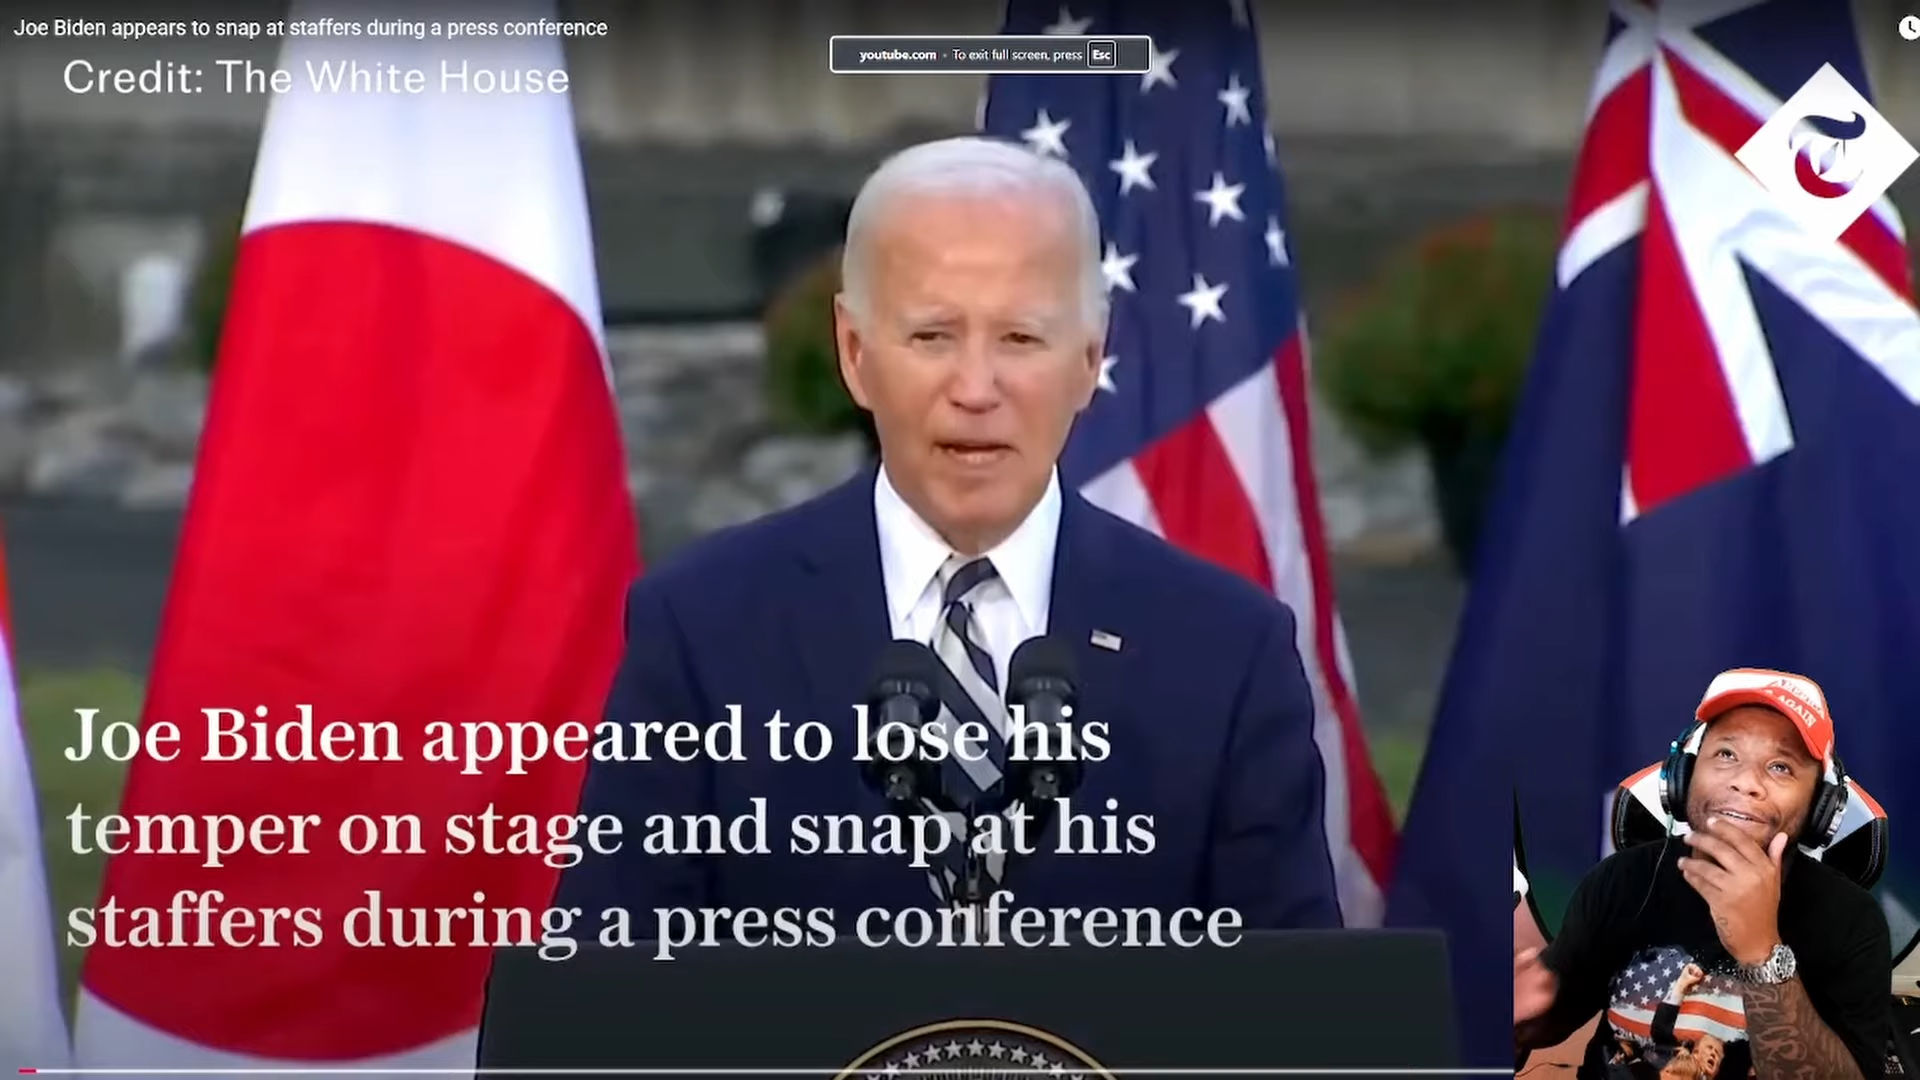 Joe Biden appears to snap at staffers during a press conference
youtube.com • To exit full screen, press Esc
Credit: The White House
T
Joe Biden appeared to lose his
temper on stage and snap at his
staffers during a press conference
AMERICA
AGAIN